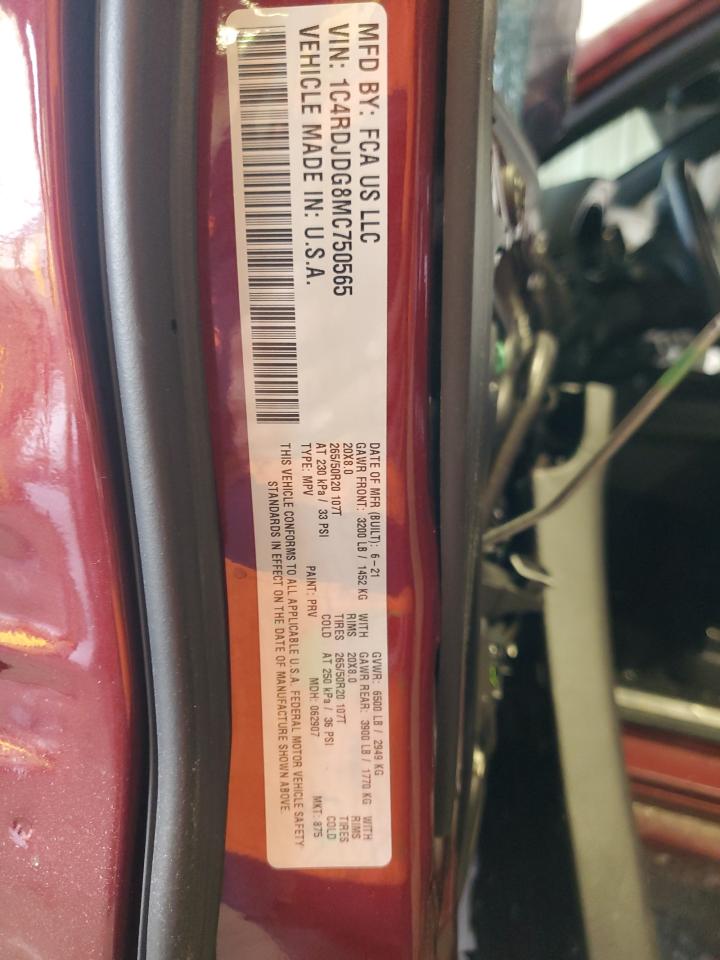 MFD BY: FCA US LLC
VIN: 1C4RDJDG8MC750565
VEHICLE MADE IN: U.S.A.
DATE OF MFR (BUILT): 6-21 GVWR: 6500 LB / 2949 KG
GAWR FRONT: 3200 LB / 1452 KG WITH GAWR REAR: 3900 LB / 1770 KG WITH
20X8.0 RIMS 20X8.0 RIMS
265/50R20 107T TIRES 265/50R20 107T TIRES
AT 230 kPa / 33 PSI COLD AT 250 kPa / 36 PSI COLD
TYPE: MPV PAINT: PRV MDH: 062907 MKT: 875
THIS VEHICLE CONFORMS TO ALL APPLICABLE U.S.A. FEDERAL MOTOR VEHICLE SAFETY
STANDARDS IN EFFECT ON THE DATE OF MANUFACTURE SHOWN ABOVE.